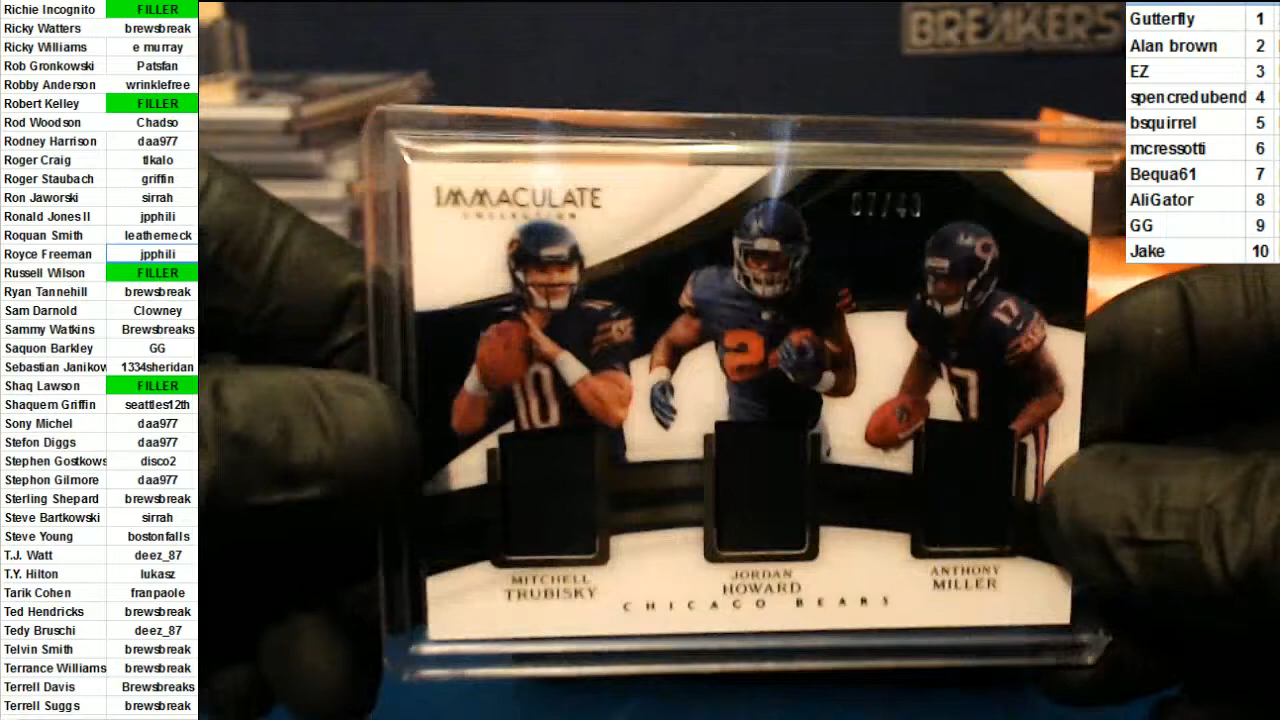 Richie Incognito FILLER
Ricky Watters brewsbreak
Ricky Williams e murray
Rob Gronkowski Patsfan
Robby Anderson wrinklefree
Robert Kelley FILLER
Rod Woodson Chadso
Rodney Harrison daa977
Roger Craig tlkalo
Roger Staubach griffin
Ron Jaworski sirrah
Ronald Jones II jpphili
Roquan Smith leatherneck
Royce Freeman jpphili
Russell Wilson FILLER
Ryan Tannehill brewsbreak
Sam Darnold Clowney
Sammy Watkins Brewsbreaks
Saquon Barkley GG
Sebastian Janikow 1334sheridan
Shaq Lawson FILLER
Shaquem Griffin seattles12th
Sony Michel daa977
Stefon Diggs daa977
Stephen Gostkows disco2
Stephon Gilmore daa977
Sterling Shepard brewsbreak
Steve Bartkowski sirrah
Steve Young bostonfalls
T.J. Watt deez_87
T.Y. Hilton lukasz
Tarik Cohen franpaole
Ted Hendricks brewsbreak
Tedy Bruschi deez_87
Telvin Smith brewsbreak
Terrance Williams brewsbreak
Terrell Davis Brewsbreaks
Terrell Suggs brewsbreak
BREAKERS
IMMACULATE
COLLECTION
10
2
17
17
MITCHELL
TRUBISKY
JORDAN
HOWARD
ANTHONY
MILLER
CHICAGO BEARS
Gutterfly 1
Alan brown 2
EZ 3
spencredubend 4
bsquirrel 5
mcressotti 6
Bequa61 7
AliGator 8
GG 9
Jake 10